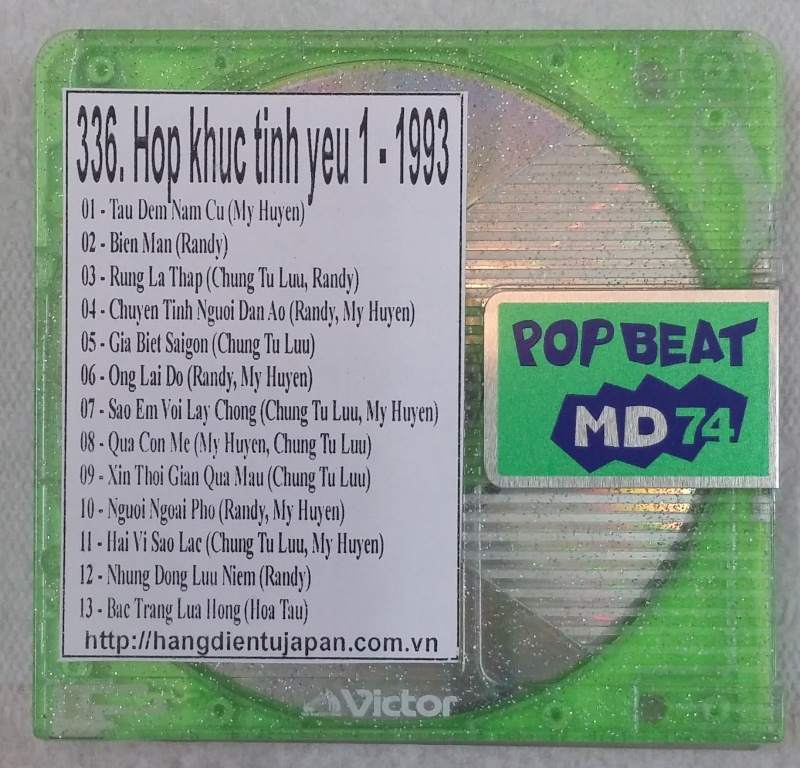 336. Hop khuc tinh yeu 1 - 1993
01 - Tau Dem Nam Cu (My Huyen)
02 - Bien Man (Randy)
03 - Rung La Thap (Chung Tu Luu, Randy)
04 - Chuyen Tinh Nguoi Dan Ao (Randy, My Huyen)
05 - Gia Biet Saigon (Chung Tu Luu)
06 - Ong Lai Do (Randy, My Huyen)
07 - Sao Em Voi Lay Chong (Chung Tu Luu, My Huyen)
08 - Qua Con Me (My Huyen, Chung Tu Luu)
09 - Xin Thoi Gian Qua Mau (Chung Tu Luu)
10 - Nguoi Ngoai Pho (Randy, My Huyen)
11 - Hai Vi Sao Lac (Chung Tu Luu, My Huyen)
12 - Nhung Dong Luu Niem (Randy)
13 - Bac Trang Lua Hong (Hoa Tau)
http://hangdientujapan.com.vn
POP BEAT
MD 74
Victor